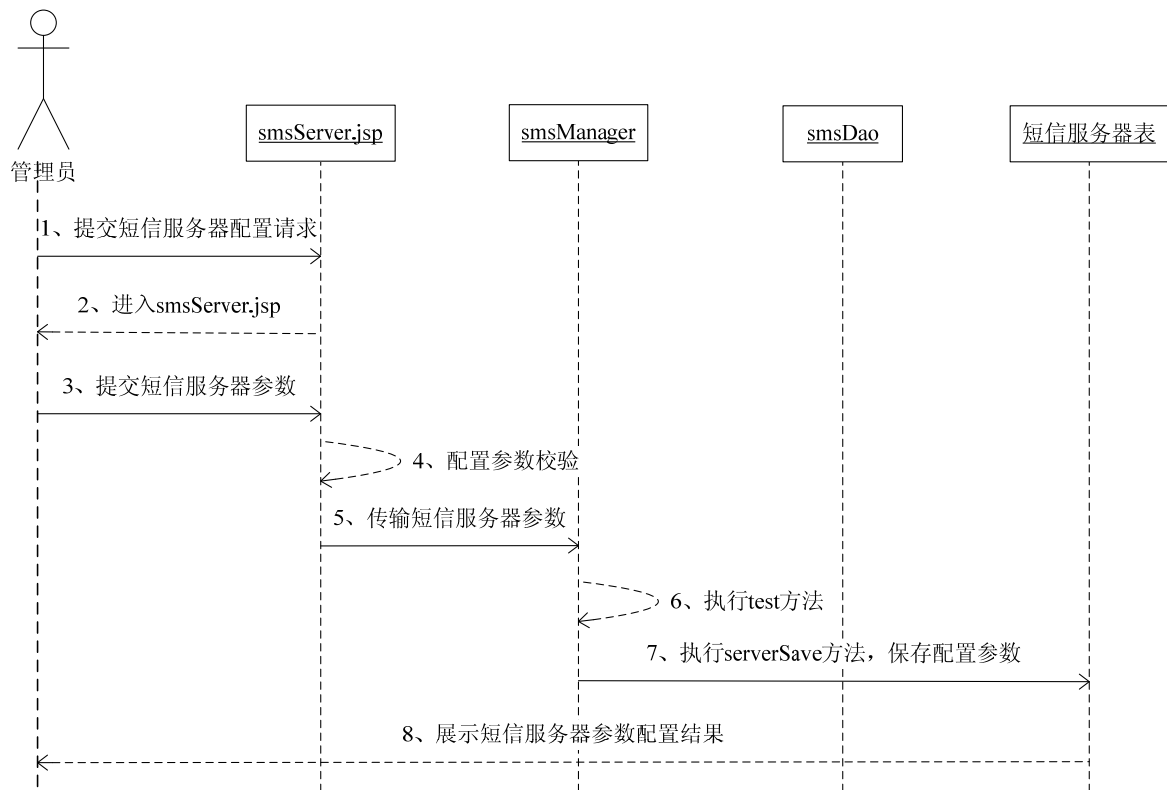 管理员
smsServer.jsp
smsManager
smsDao
短信服务器表
1、提交短信服务器配置请求
2、进入smsServer.jsp
3、提交短信服务器参数
4、配置参数校验
5、传输短信服务器参数
6、执行test方法
7、执行serverSave方法，保存配置参数
8、展示短信服务器参数配置结果